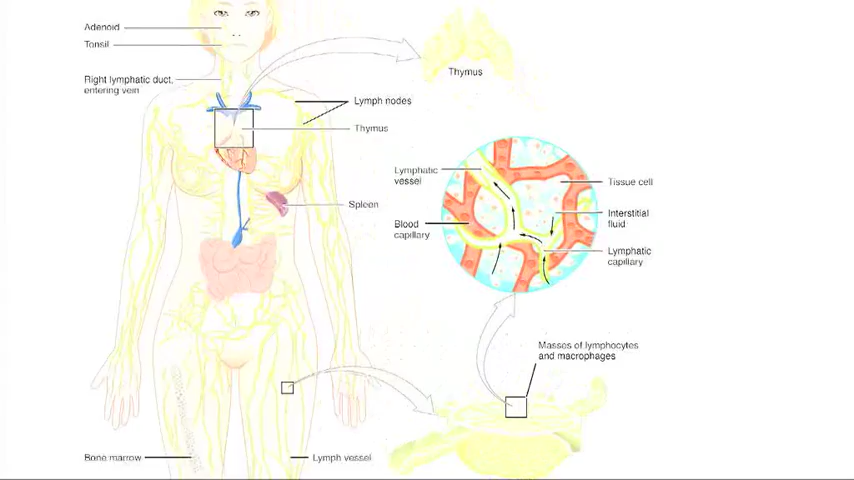 Adenoid
Tonsil
Right lymphatic duct,
entering vein
Thymus
Lymph nodes
Thymus
Spleen
Lymphatic
vessel
Blood
capillary
Tissue cell
Interstitial
fluid
Lymphatic
capillary
Masses of lymphocytes
and macrophages
Bone marrow
Lymph vessel